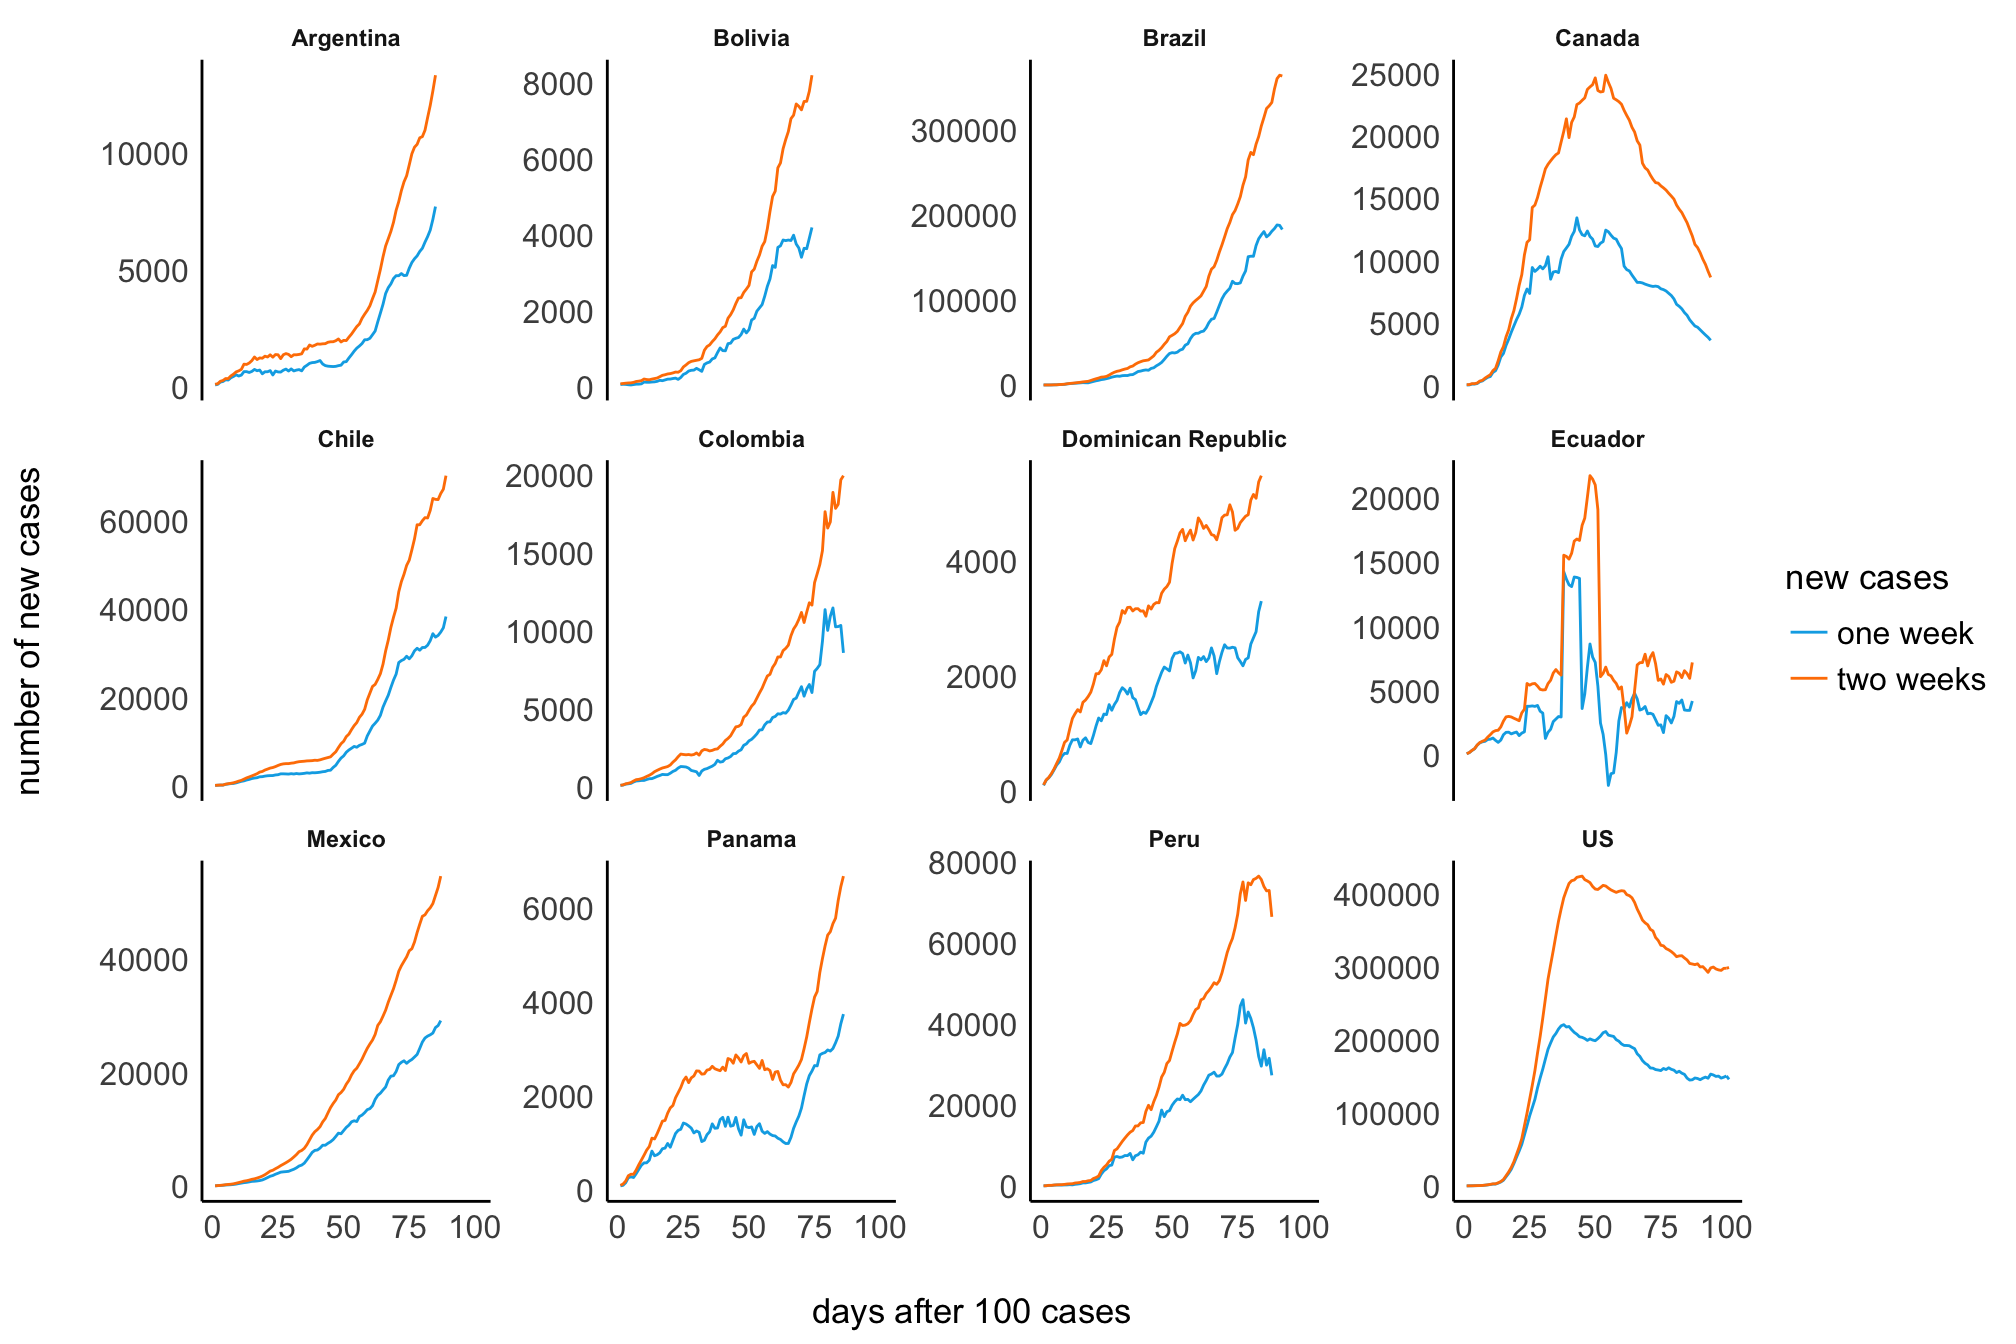 Argentina
Bolivia
Brazil
Canada
10000
5000
0
8000
6000
4000
2000
0
300000
200000
100000
0
25000
20000
15000
10000
5000
0
Chile
Colombia
Dominican Republic
Ecuador
60000
40000
20000
0
20000
15000
10000
5000
0
4000
2000
0
20000
15000
10000
5000
0
number of new cases
new cases
one week
two weeks
Mexico
Panama
Peru
US
40000
20000
0
6000
4000
2000
0
80000
60000
40000
20000
0
400000
300000
200000
100000
0
0 25 50 75 100
0 25 50 75 100
0 25 50 75 100
0 25 50 75 100
days after 100 cases